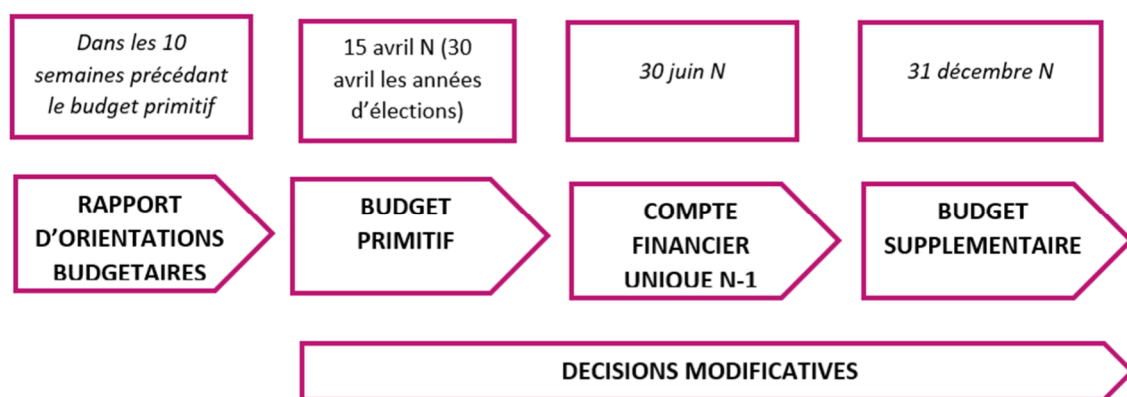 Dans les 10
semaines précédant
le budget primitif
15 avril N (30
avril les années
d'élections)
30 juin N
31 décembre N
RAPPORT
D'ORIENTATIONS
BUDGETAIRES
BUDGET
PRIMITIF
COMPTE
FINANCIER
UNIQUE N-1
BUDGET
SUPPLEMENTAIRE
DECISIONS MODIFICATIVES